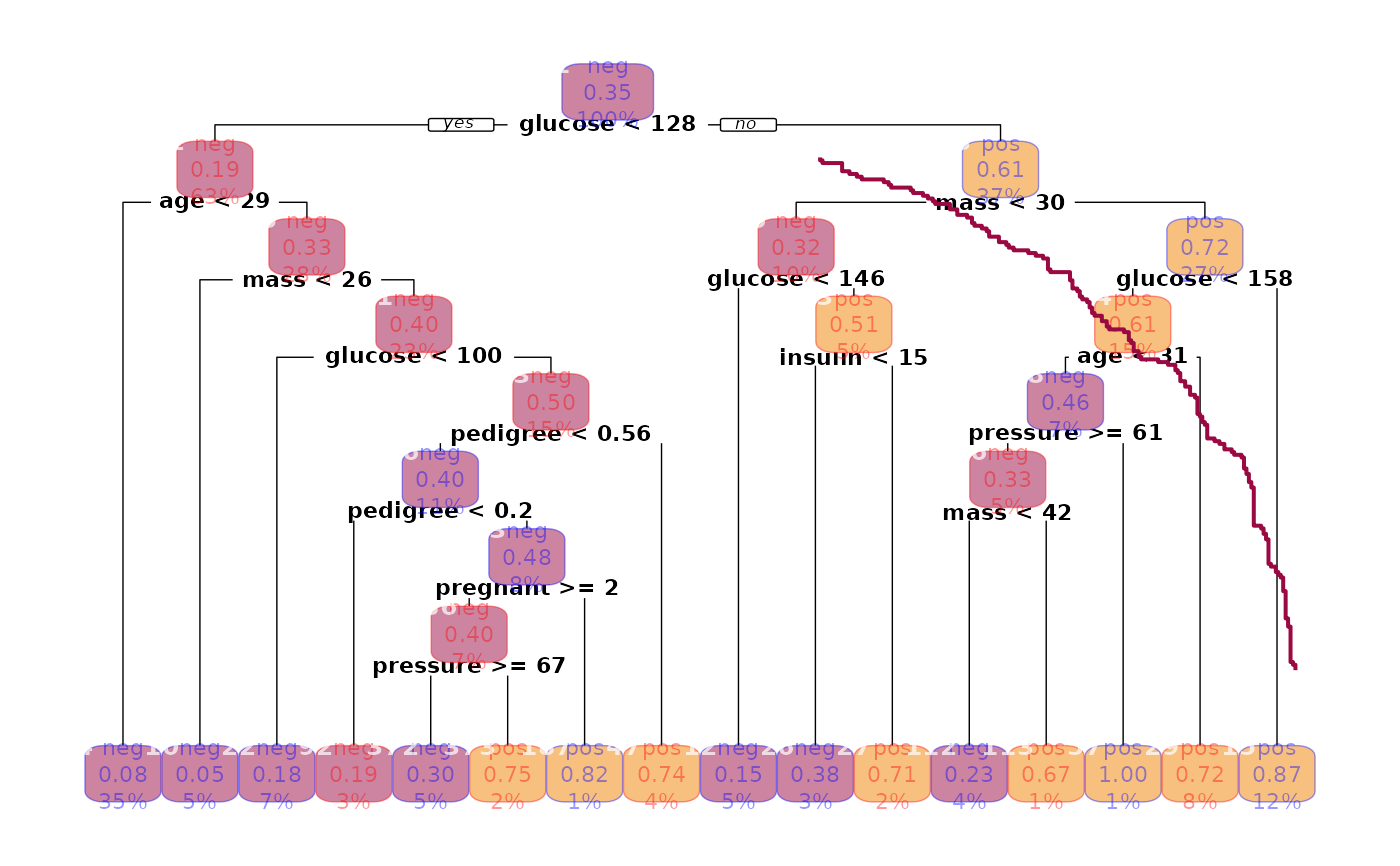 neg
0.35
100%
yes glucose < 128 no
neg
0.19
63%
pos
0.61
37%
age < 29
mass < 30
neg
0.33
28%
neg
0.32
10%
pos
0.72
27%
mass < 26
glucose < 146
glucose < 158
neg
0.40
23%
pos
0.51
5%
pos
0.61
15%
glucose < 100
insulin < 15
age < 31
neg
0.50
15%
neg
0.46
7%
pedigree < 0.56
pressure >= 61
neg
0.40
11%
neg
0.33
5%
pedigree < 0.2
mass < 42
neg
0.48
8%
pregnant >= 2
neg
0.40
7%
pressure >= 67
neg neg neg neg neg pos pos pos neg neg pos neg pos pos pos pos
0.08 0.05 0.18 0.19 0.30 0.75 0.82 0.74 0.15 0.38 0.71 0.23 0.67 1.00 0.72 0.87
35% 5% 7% 3% 5% 2% 1% 4% 5% 3% 2% 4% 1% 1% 8% 12%